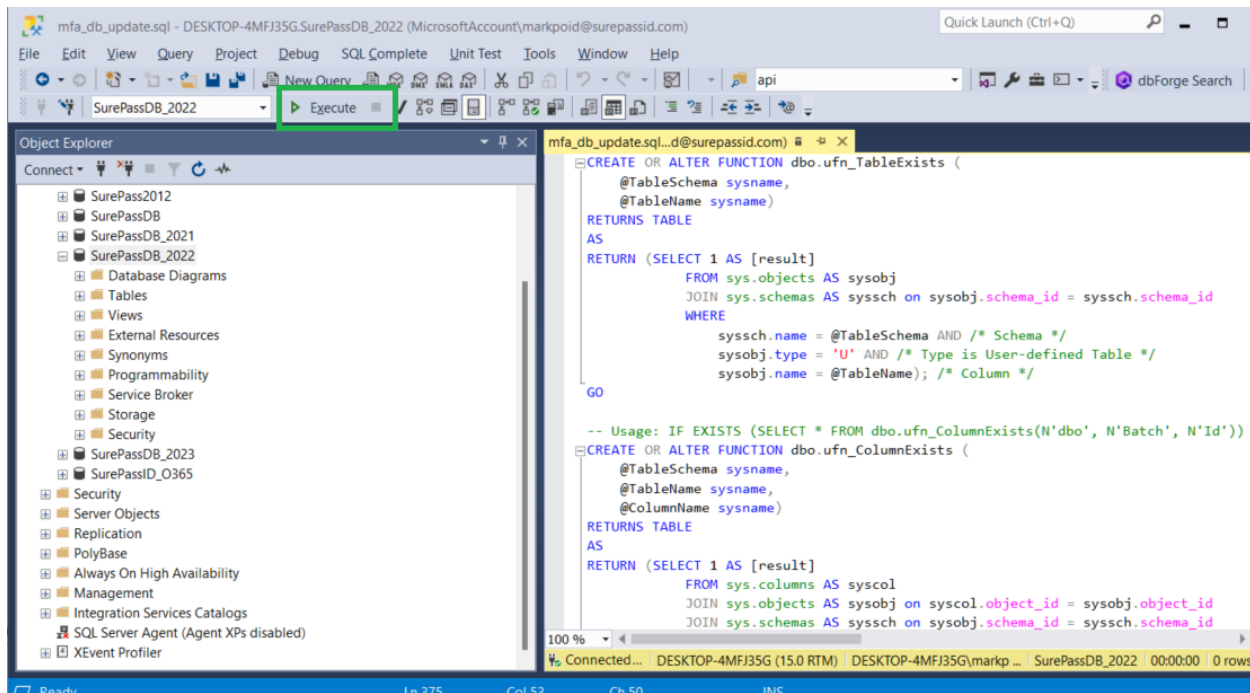 mfa_db_update.sql - DESKTOP-4MFJ35G.SurePassDB_2022 (MicrosoftAccount\markpoid@surepassid.com)
Quick Launch (Ctrl+Q)
File Edit View Query Project Debug SQL Complete Unit Test Tools Window Help
New Query
api
dbForge Search
SurePassDB_2022
Execute
Object Explorer
Connect
SurePass2012
SurePassDB
SurePassDB_2021
SurePassDB_2022
Database Diagrams
Tables
Views
External Resources
Synonyms
Programmability
Service Broker
Storage
Security
SurePassDB_2023
SurePassID_O365
Security
Server Objects
Replication
PolyBase
Always On High Availability
Management
Integration Services Catalogs
SQL Server Agent (Agent XPs disabled)
XEvent Profiler
mfa_db_update.sql...d@surepassid.com)
CREATE OR ALTER FUNCTION dbo.ufn_TableExists (
@TableSchema sysname,
@TableName sysname)
RETURNS TABLE
AS
RETURN (SELECT 1 AS [result]
FROM sys.objects AS sysobj
JOIN sys.schemas AS syssch on sysobj.schema_id = syssch.schema_id
WHERE
syssch.name = @TableSchema AND /* Schema */
sysobj.type = 'U' AND /* Type is User-defined Table */
sysobj.name = @TableName); /* Column */
GO
-- Usage: IF EXISTS (SELECT * FROM dbo.ufn_ColumnExists(N'dbo', N'Batch', N'Id'))
CREATE OR ALTER FUNCTION dbo.ufn_ColumnExists (
@TableSchema sysname,
@TableName sysname,
@ColumnName sysname)
RETURNS TABLE
AS
RETURN (SELECT 1 AS [result]
FROM sys.columns AS syscol
JOIN sys.objects AS sysobj on syscol.object_id = sysobj.object_id
JOIN sys.schemas AS syssch on sysobj.schema_id = syssch.schema_id
100 %
Connected... DESKTOP-4MFJ35G (15.0 RTM) DESKTOP-4MFJ35G\markp ... SurePassDB_2022 00:00:00 0 rows
Ready Ln 375 Col 53 Ch 50 INS